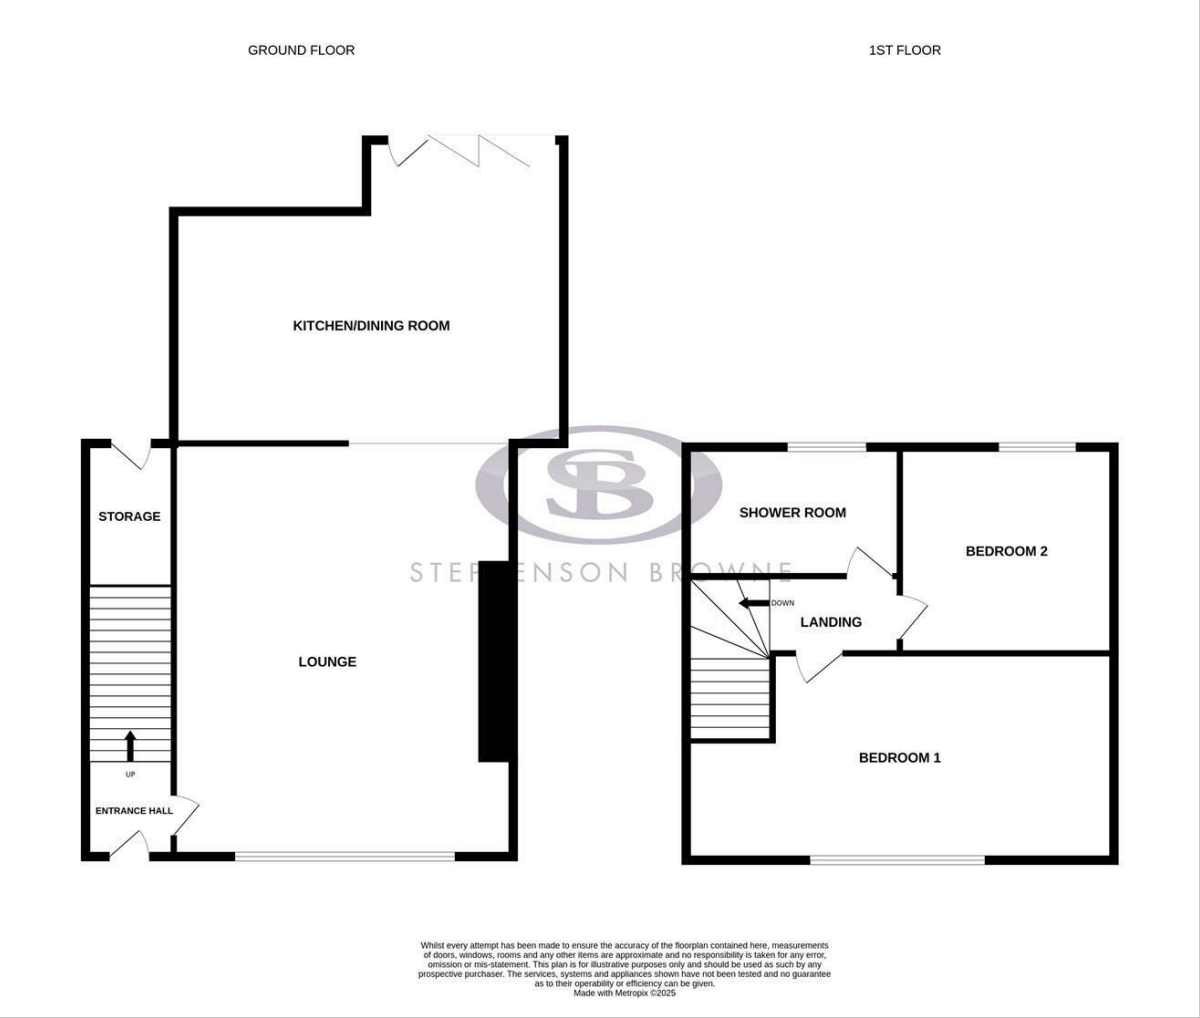 GROUND FLOOR
1ST FLOOR
KITCHEN/DINING ROOM
STORAGE
LOUNGE
UP
ENTRANCE HALL
SB
STEPHENSON BROWNE
SHOWER ROOM
BEDROOM 2
DOWN
LANDING
BEDROOM 1
Whilst every attempt has been made to ensure the accuracy of the floorplan contained here, measurements
of doors, windows, rooms and any other items are approximate and no responsibility is taken for any error,
omission or mis-statement. This plan is for illustrative purposes only and should be used as such by any
prospective purchaser. The services, systems and appliances shown have not been tested and no guarantee
as to their operability or efficiency can be given.
Made with Metropix ©2025